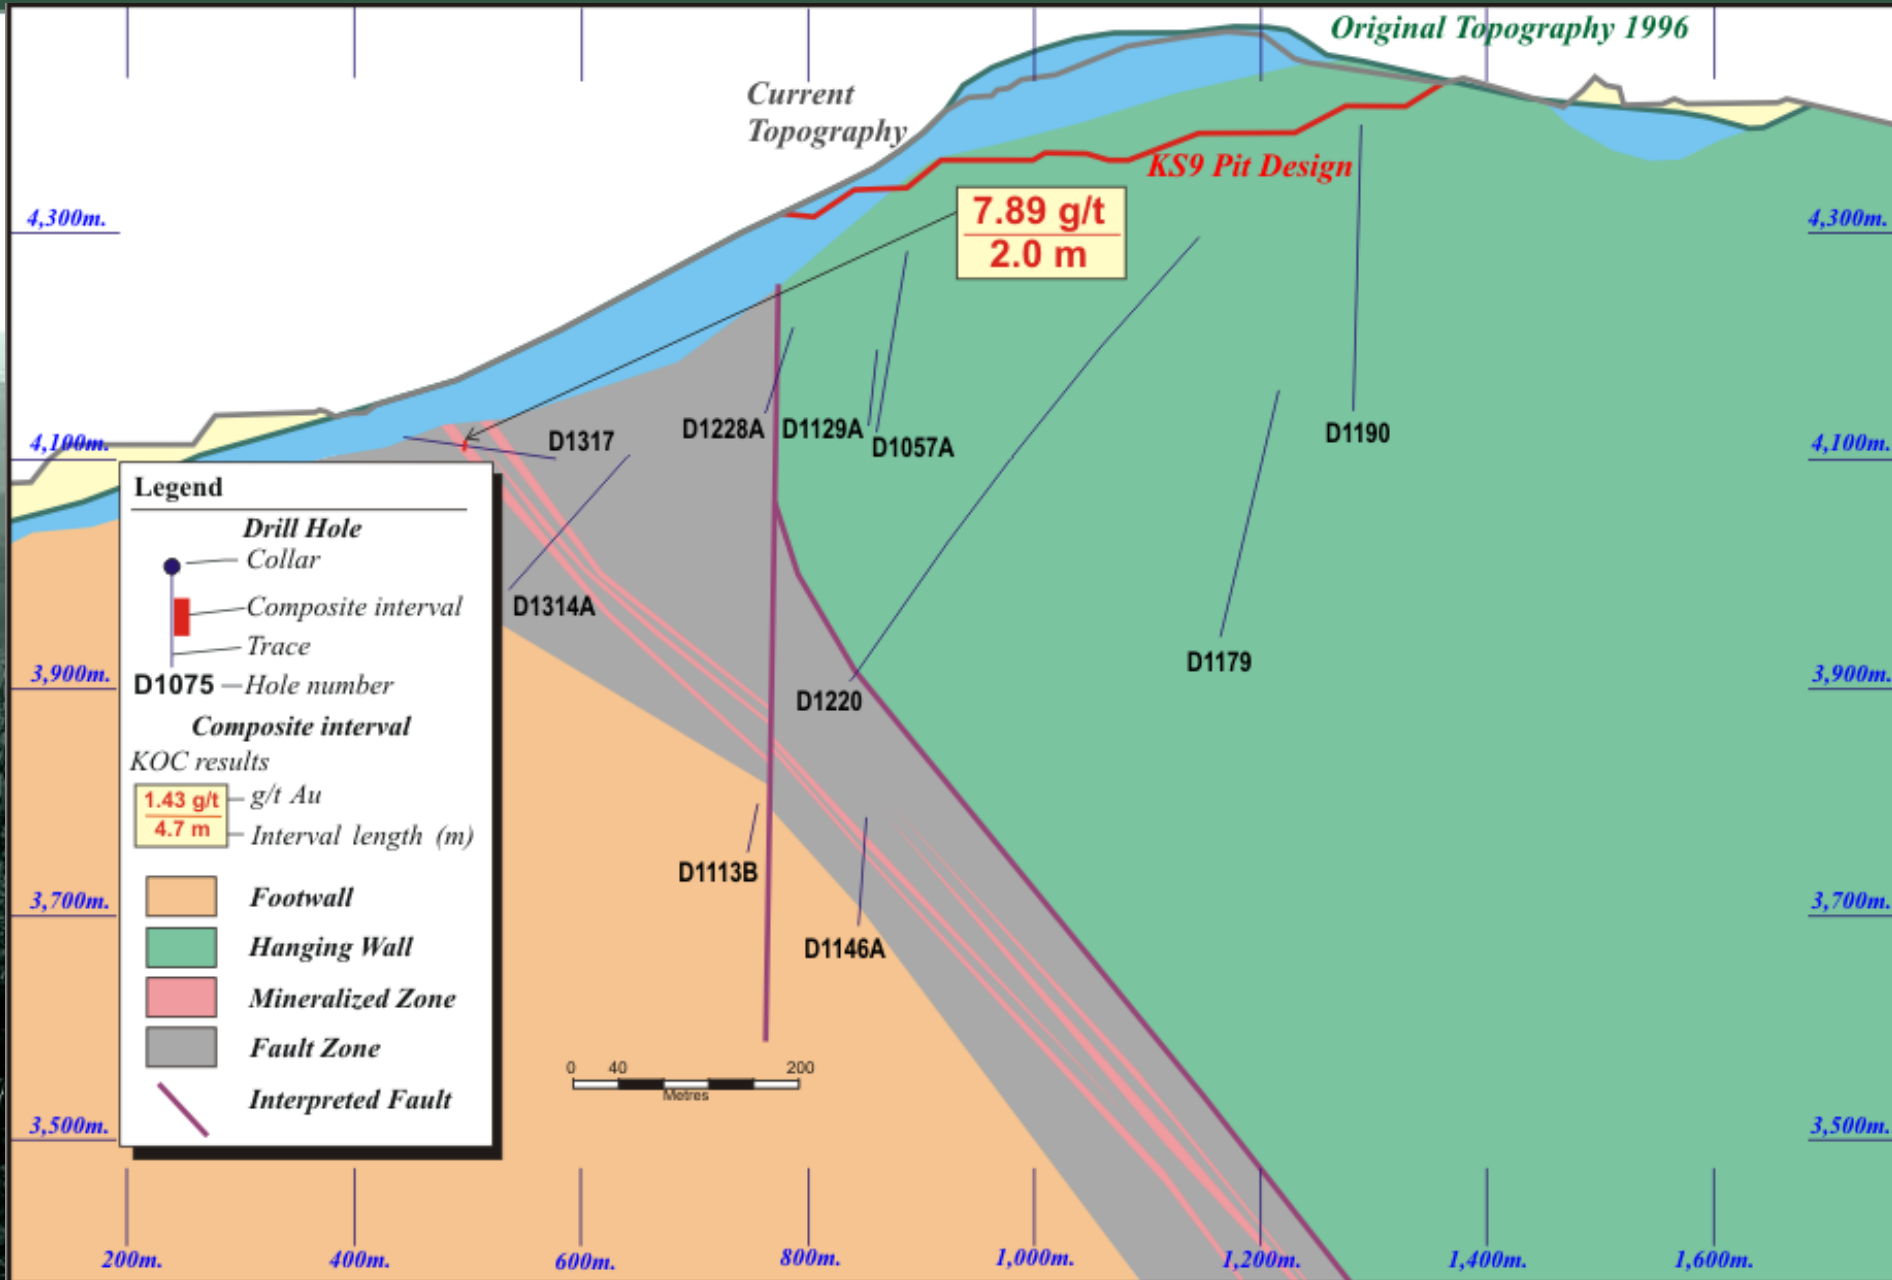 Original Topography 1996
Current
Topography
KS9 Pit Design
7.89 g/t
2.0 m
4,300m.
4,300m.
4,100m.
4,100m.
D1317
D1228A
D1129A
D1057A
D1190
Legend
Drill Hole
Collar
Composite interval
Trace
D1075
Hole number
Composite interval
KOC results
1.43 g/t
4.7 m
g/t Au
Interval length (m)
Footwall
Hanging Wall
Mineralized Zone
Fault Zone
Interpreted Fault
D1314A
D1179
D1220
3,900m.
3,900m.
D1113B
3,700m.
3,700m.
D1146A
0 40 200
Metres
3,500m.
3,500m.
200m. 400m. 600m. 800m. 1,000m. 1,200m. 1,400m. 1,600m.